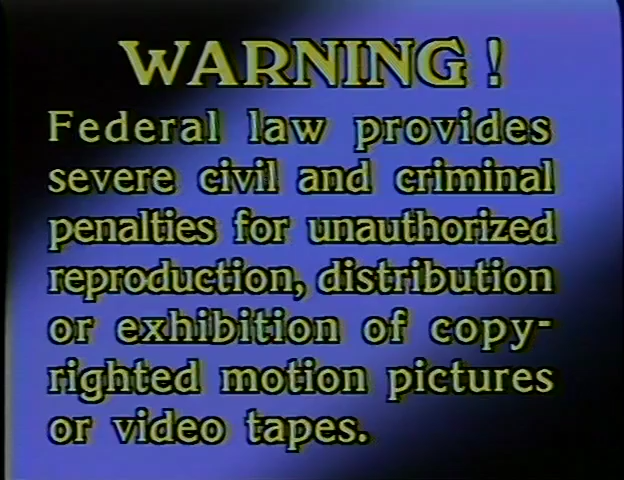 WARNING !
Federal law provides
severe civil and criminal
penalties for unauthorized
reproduction, distribution
or exhibition of copy-
righted motion pictures
or video tapes.